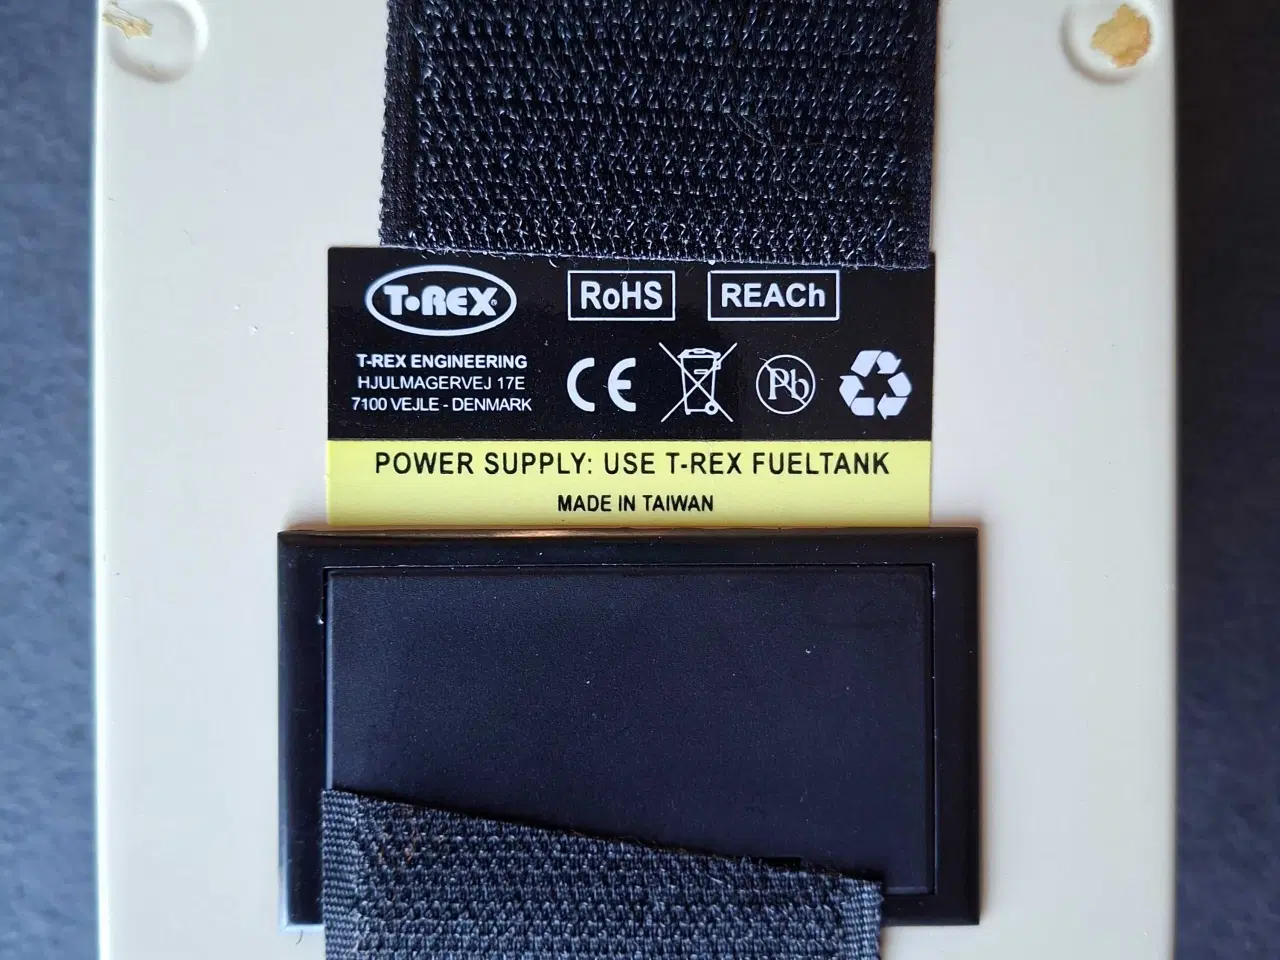 T-REX®
RoHS
REACh
T-REX ENGINEERING
HJULMAGERVEJ 17E
7100 VEJLE - DENMARK
CE
Pb
POWER SUPPLY: USE T-REX FUELTANK
MADE IN TAIWAN